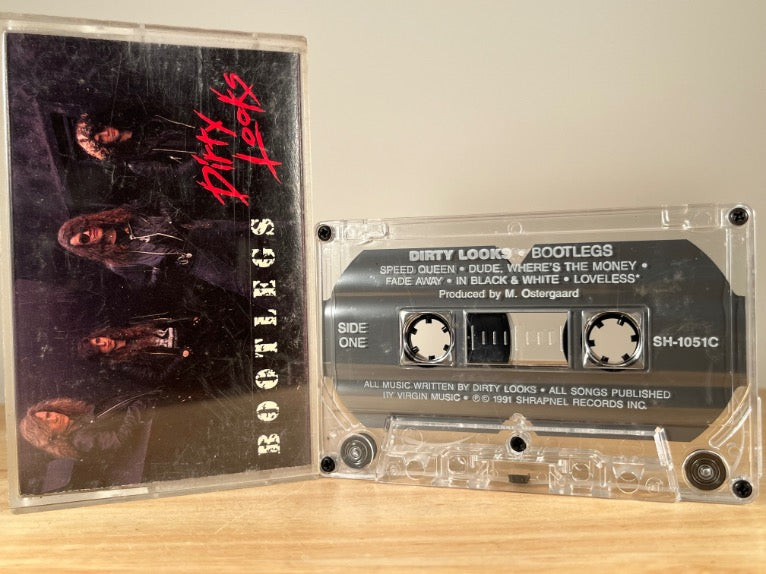 Dirty
Looks
BOOTLEGS
DIRTY LOOKS • BOOTLEGS
SPEED QUEEN • DUDE, WHERE'S THE MONEY •
FADE AWAY • IN BLACK & WHITE • LOVELESS*
Produced by M. Ostergaard
SIDE
ONE
SH-1051C
ALL MUSIC WRITTEN BY DIRTY LOOKS • ALL SONGS PUBLISHED
ITY VIRGIN MUSIC • ℗ © 1991 SHRAPNEL RECORDS INC.